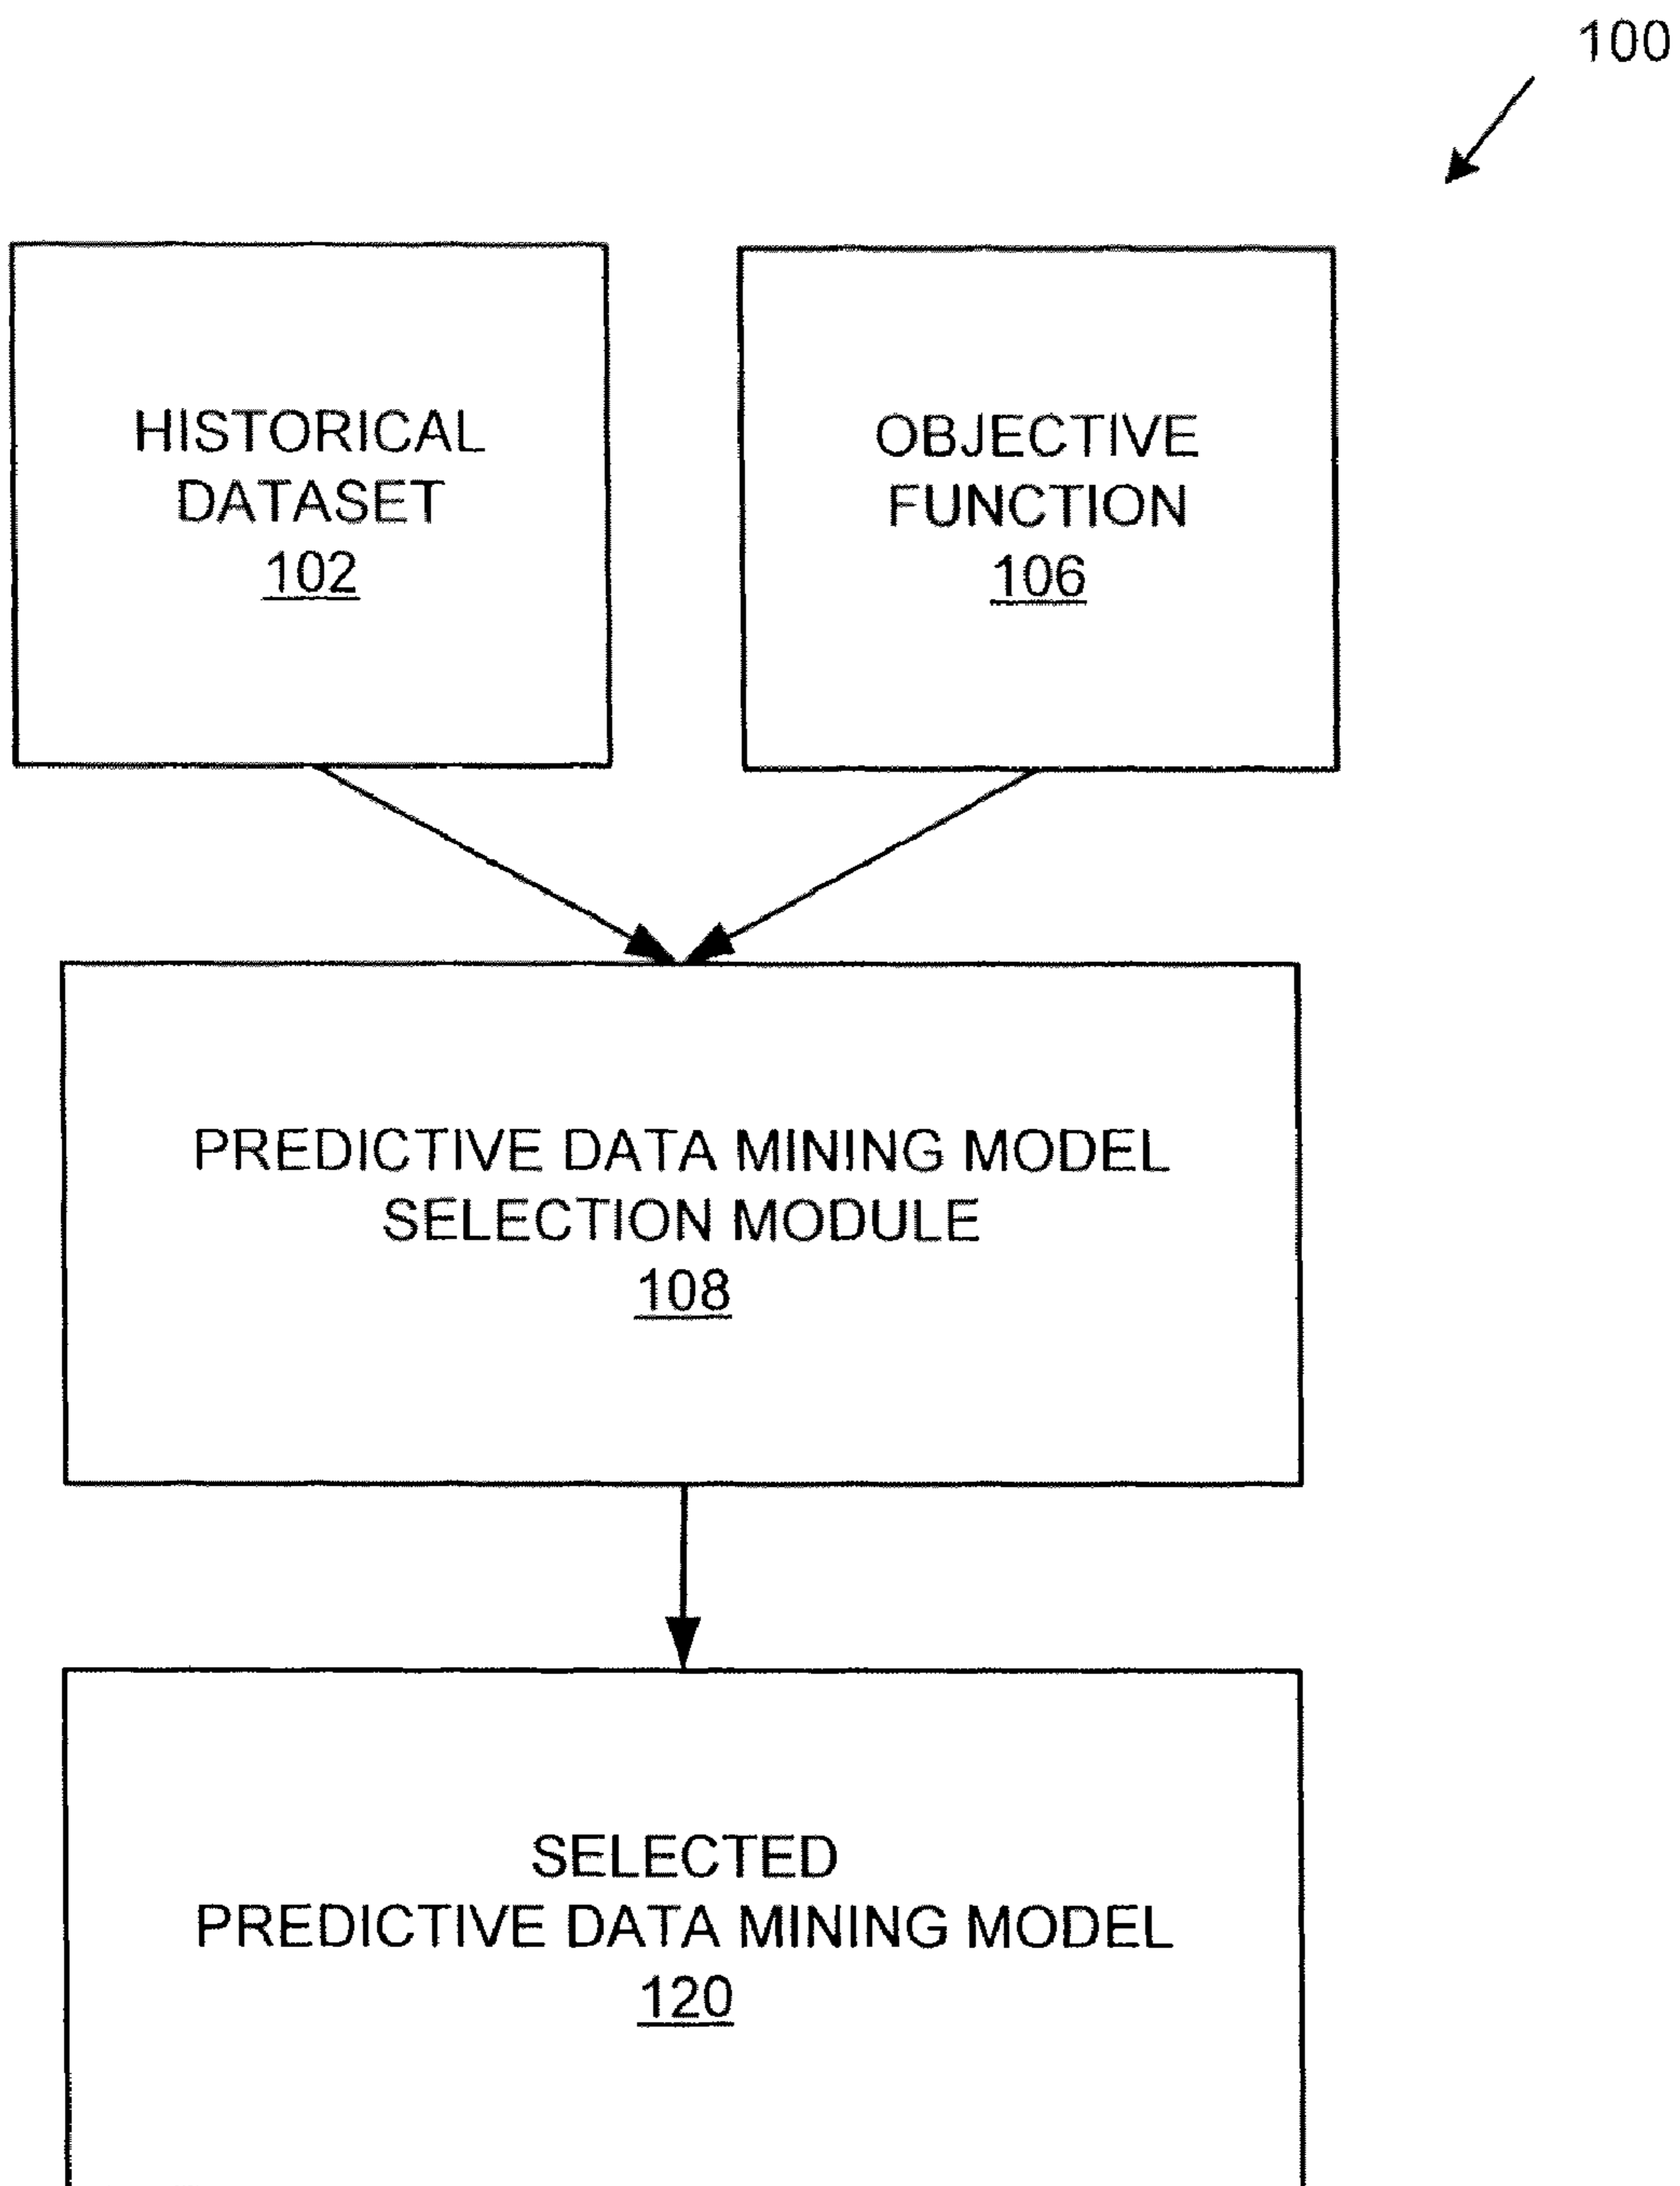 100
HISTORICAL
DATASET
102
OBJECTIVE
FUNCTION
106
PREDICTIVE DATA MINING MODEL
SELECTION MODULE
108
SELECTED
PREDICTIVE DATA MINING MODEL
120